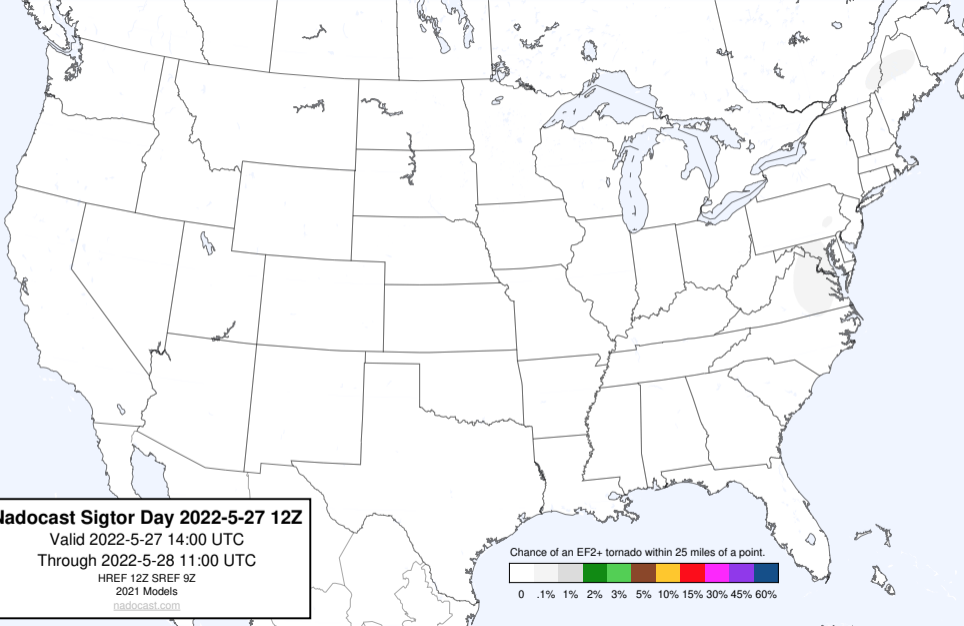 Nadocast Sigtor Day 2022-5-27 12Z
Valid 2022-5-27 14:00 UTC
Through 2022-5-28 11:00 UTC
HREF 12Z SREF 9Z
2021 Models
nadocast.com
Chance of an EF2+ tornado within 25 miles of a point.
0 .1% 1% 2% 3% 5% 10% 15% 30% 45% 60%